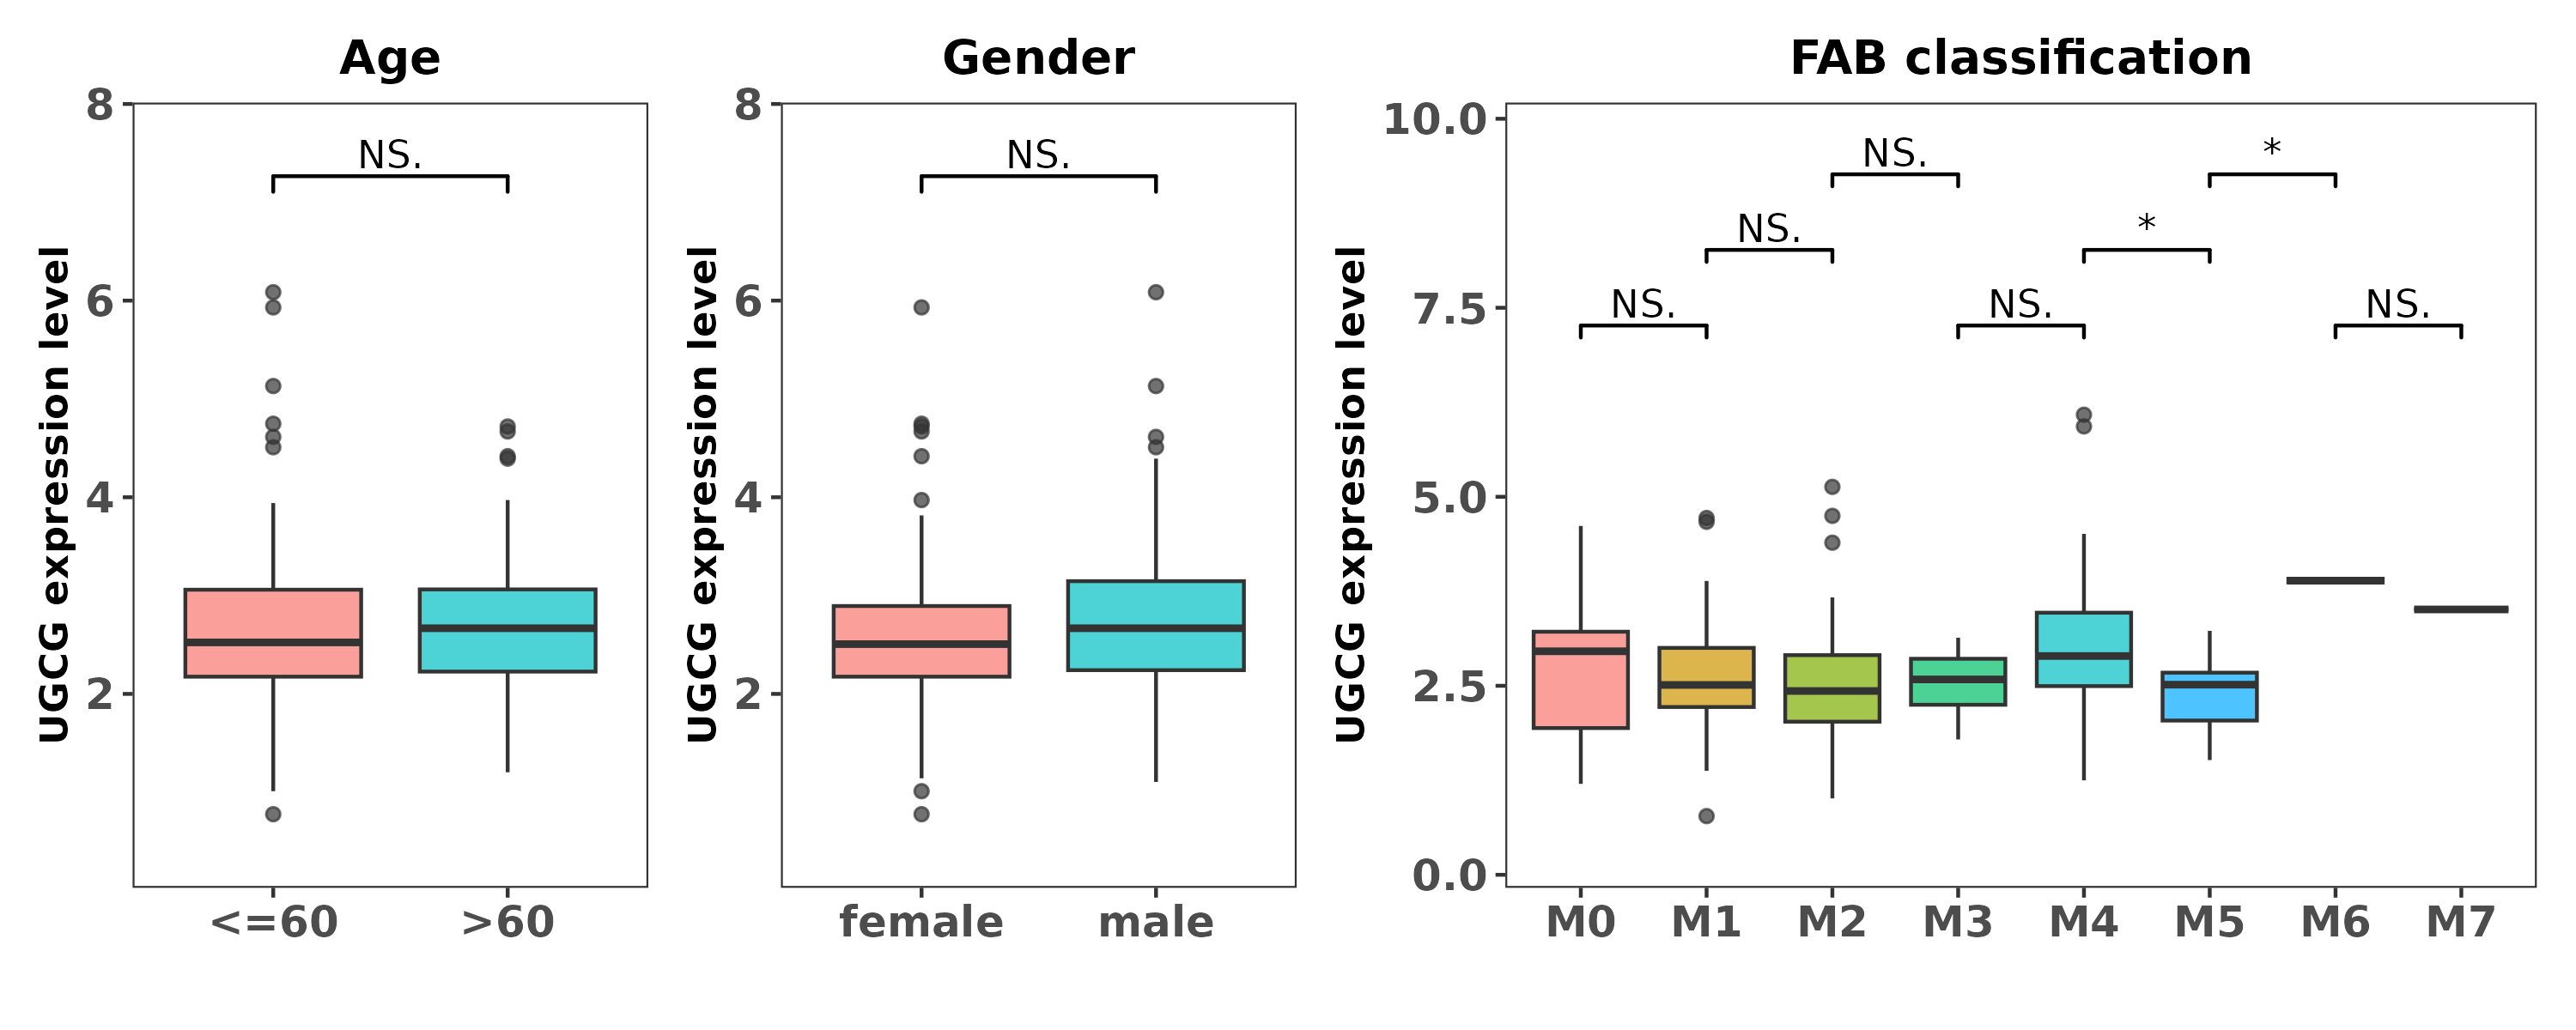 Age
UGCG expression level
8
6
4
2
NS.
<=60
>60
Gender
UGCG expression level
8
6
4
2
NS.
female
male
FAB classification
UGCG expression level
10.0
7.5
5.0
2.5
0.0
NS.
*
NS.
*
NS.
NS.
NS.
M0
M1
M2
M3
M4
M5
M6
M7